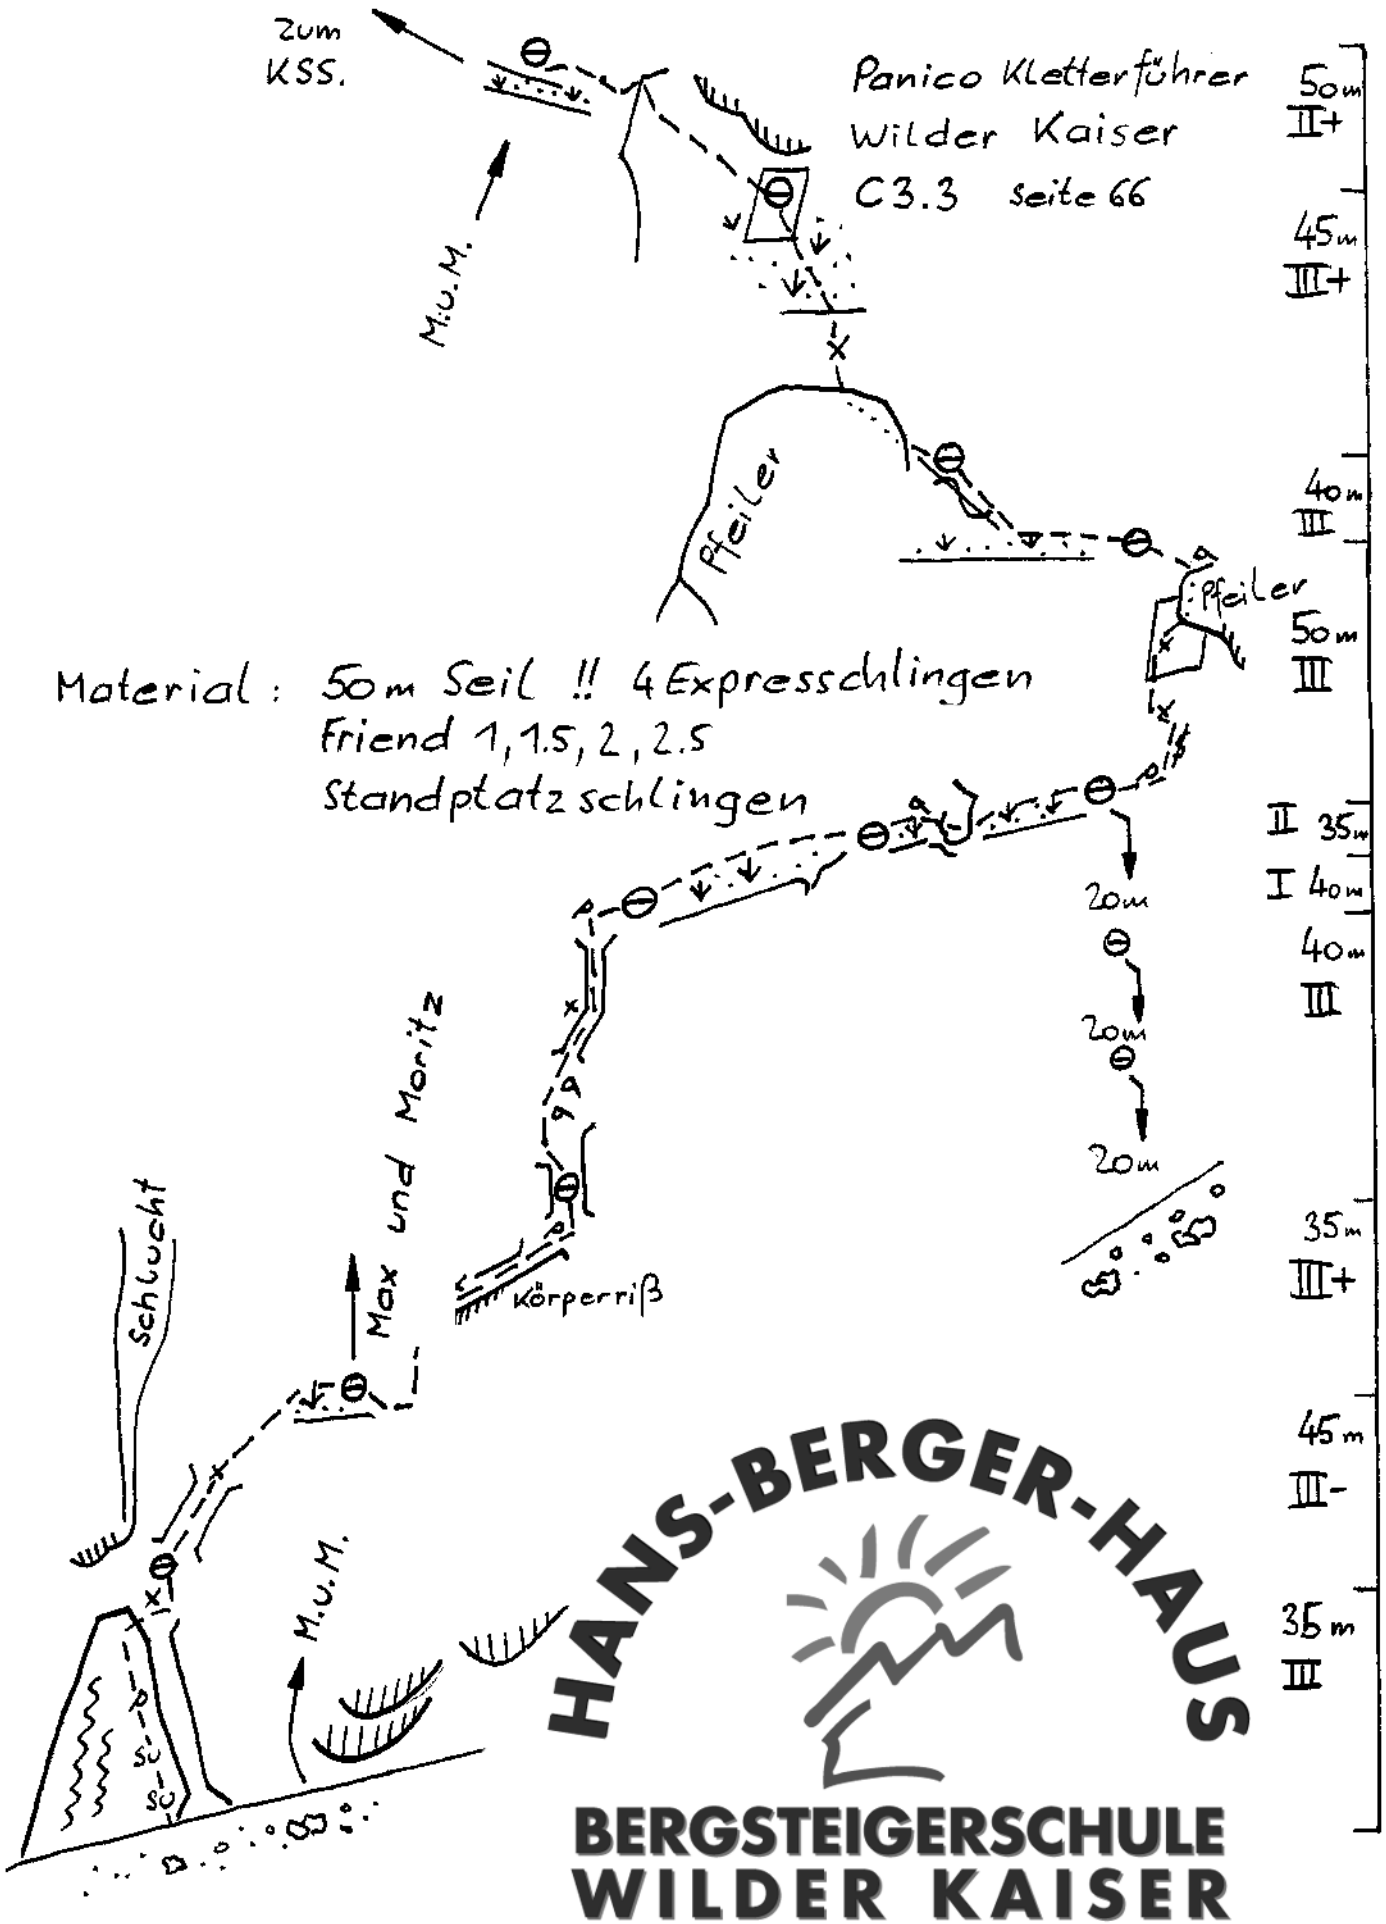 zum
KSS.
Panico Kletterführer
Wilder Kaiser
C3.3 Seite 66
50m
II+
45m
III+
M.u.M.
40m
III
Pfeiler
Pfeiler
50m
III
Material: 50m Seil !! 4 Expresschlingen
Friend 1, 1.5, 2, 2.5
Standplatzschlingen
II 35m
I 40m
20m
40m
III
20m
20m
Max und Moritz
Schlucht
35m
III+
Körperriß
45m
III-
M.u.M.
35m
III
SU
SU
HANS-BERGER-HAUS
BERGSTEIGERSCHULE
WILDER KAISER